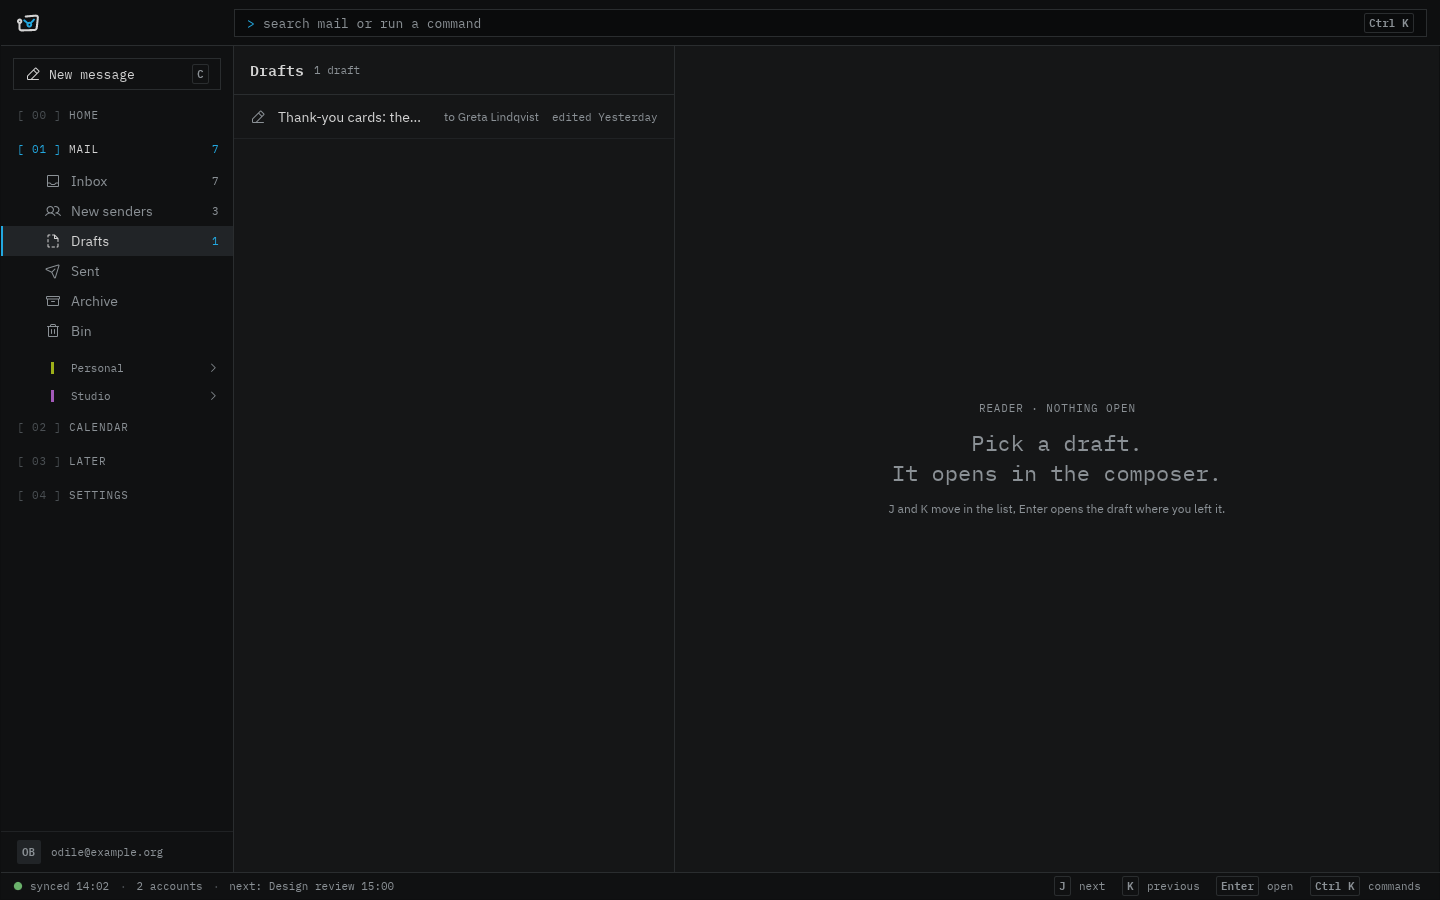 > search mail or run a command Ctrl K
New message C
[ 00 ] HOME
[ 01 ] MAIL 7
Inbox 7
New senders 3
Drafts 1
Sent
Archive
Bin
Personal
Studio
[ 02 ] CALENDAR
[ 03 ] LATER
[ 04 ] SETTINGS
OB odile@example.org
Drafts 1 draft
Thank-you cards: the... to Greta Lindqvist edited Yesterday
READER · NOTHING OPEN
Pick a draft.
It opens in the composer.
J and K move in the list, Enter opens the draft where you left it.
synced 14:02 · 2 accounts · next: Design review 15:00
J next K previous Enter open Ctrl K commands